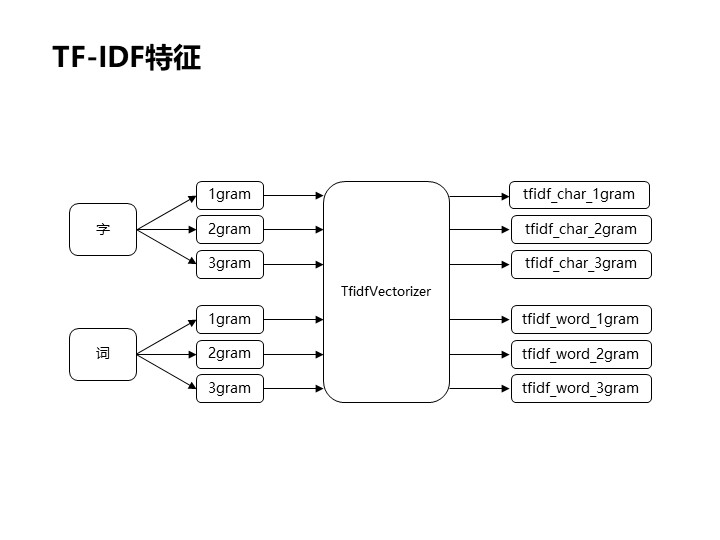 TF-IDF特征
1gram
tfidf_char_1gram
字
2gram
tfidf_char_2gram
3gram
tfidf_char_3gram
TfidfVectorizer
1gram
tfidf_word_1gram
词
2gram
tfidf_word_2gram
3gram
tfidf_word_3gram